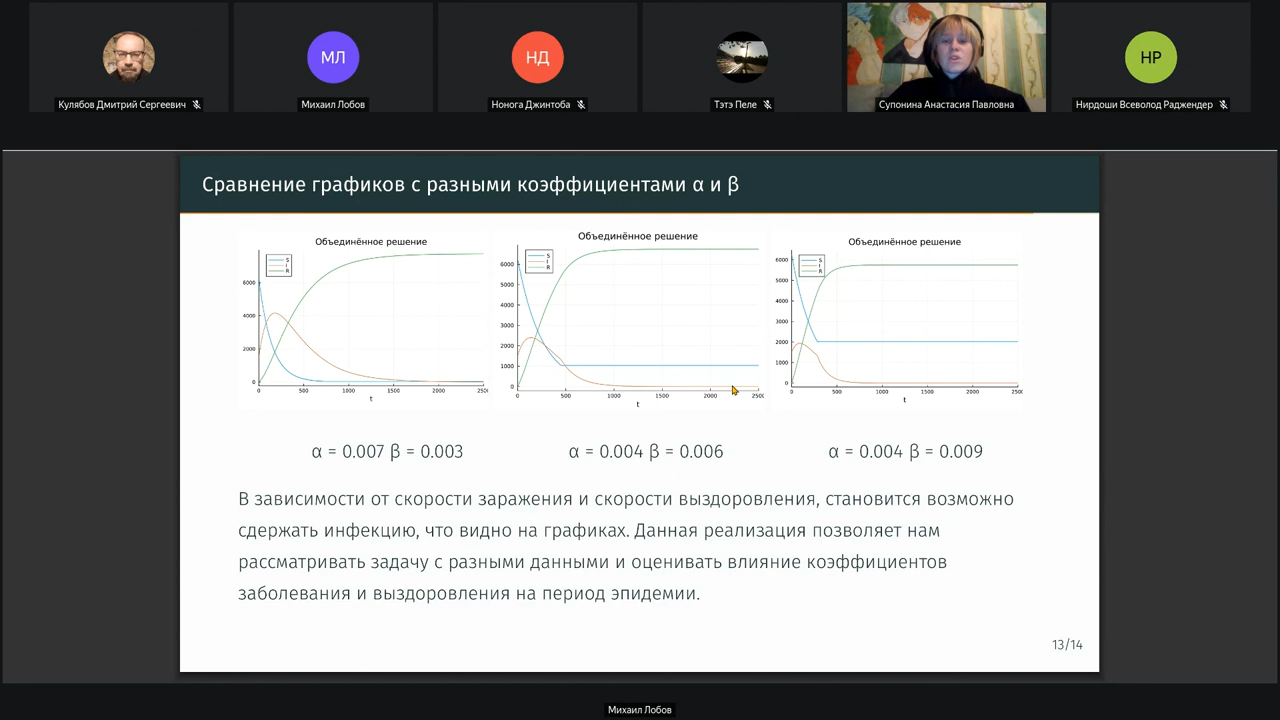 МЛ
НД
НР
Кулябов Дмитрий Сергеевич
Михаил Лобов
Нонога Джинтоба
Тэтэ Пеле
Супонина Анастасия Павловна
Нирдоши Всеволод Раджендер
Сравнение графиков с разными коэффициентами α и β
Объединённое решение
S
I
R
6000
4000
2000
0
0 500 1000 1500 2000 250
t
Объединённое решение
S
I
R
6000
5000
4000
3000
2000
1000
0
0 500 1000 1500 2000 250
t
Объединённое решение
S
I
R
6000
5000
4000
3000
2000
1000
0
0 500 1000 1500 2000 250
t
α = 0.007 β = 0.003
α = 0.004 β = 0.006
α = 0.004 β = 0.009
В зависимости от скорости заражения и скорости выздоровления, становится возможно
сдержать инфекцию, что видно на графиках. Данная реализация позволяет нам
рассматривать задачу с разными данными и оценивать влияние коэффициентов
заболевания и выздоровления на период эпидемии.
13/14
Михаил Лобов